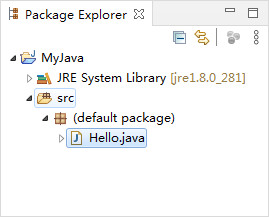 Package Explorer
MyJava
JRE System Library [jre1.8.0_281]
src
(default package)
Hello.java